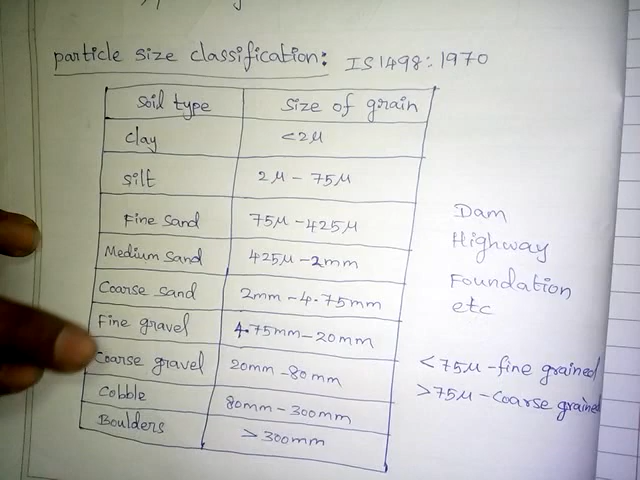 particle size classification: IS 1498:1970
Soil type Size of grain
Clay <2μ
Silt 2μ - 75μ
Fine sand 75μ - 425μ
Medium sand 425μ - 2mm
Coarse sand 2mm - 4.75mm
Fine gravel 4.75mm - 20mm
Coarse gravel 20mm - 80mm
Cobble 80mm - 300mm
Boulders >300mm
Dam
Highway
Foundation
etc
<75μ - fine grained
>75μ - Coarse grained